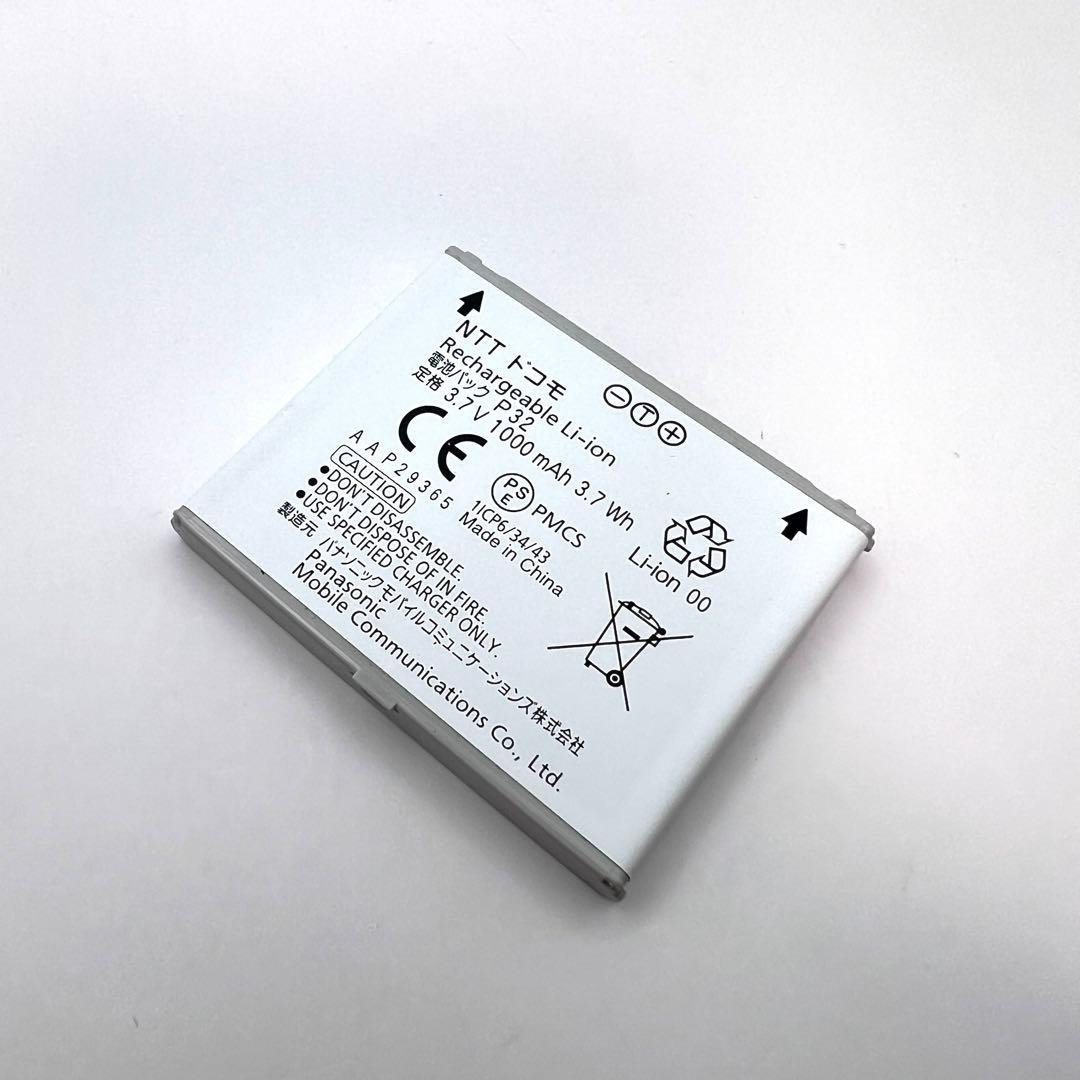 NTT ドコモ
Rechargeable Li-ion
電池パック P32
定格 3.7V 1000 mAh 3.7 Wh
− T +
CE
PS
E
PMCS
AAP29365
1ICP6/34/43
Made in China
Li-ion 00
CAUTION
•DON'T DISASSEMBLE.
•DON'T DISPOSE OF IN FIRE.
•USE SPECIFIED CHARGER ONLY.
製造元 パナソニック モバイルコミュニケーションズ株式会社
Panasonic
Mobile Communications Co., Ltd.